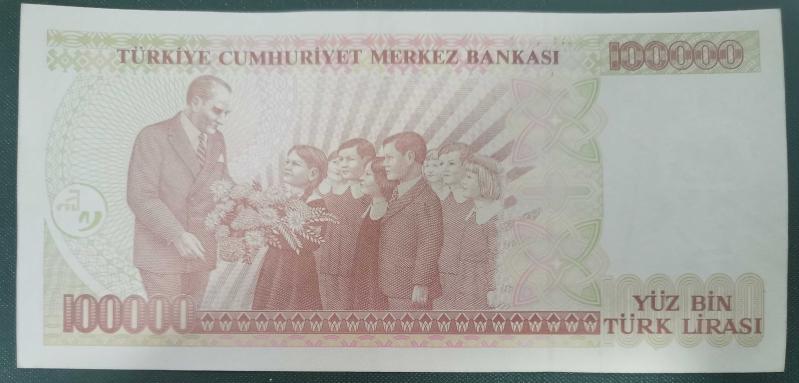 TÜRKİYE CUMHURİYET MERKEZ BANKASI
100000
100000
YÜZ BİN
TÜRK LİRASI